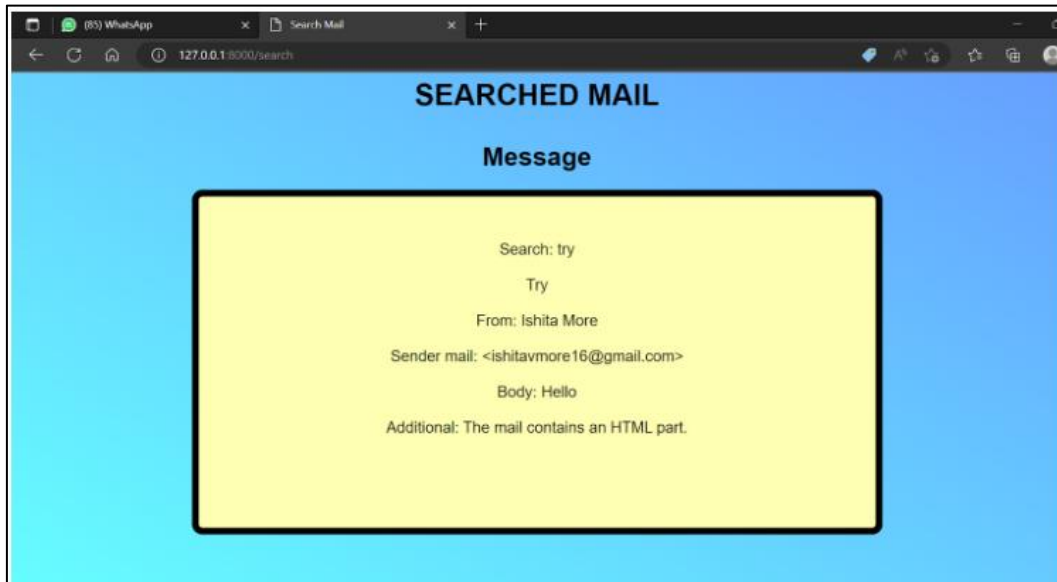 (85) WhatsApp
Search Mail
127.0.0.1:8000/search
SEARCHED MAIL
Message
Search: try
Try
From: Ishita More
Sender mail: <ishitavmore16@gmail.com>
Body: Hello
Additional: The mail contains an HTML part.